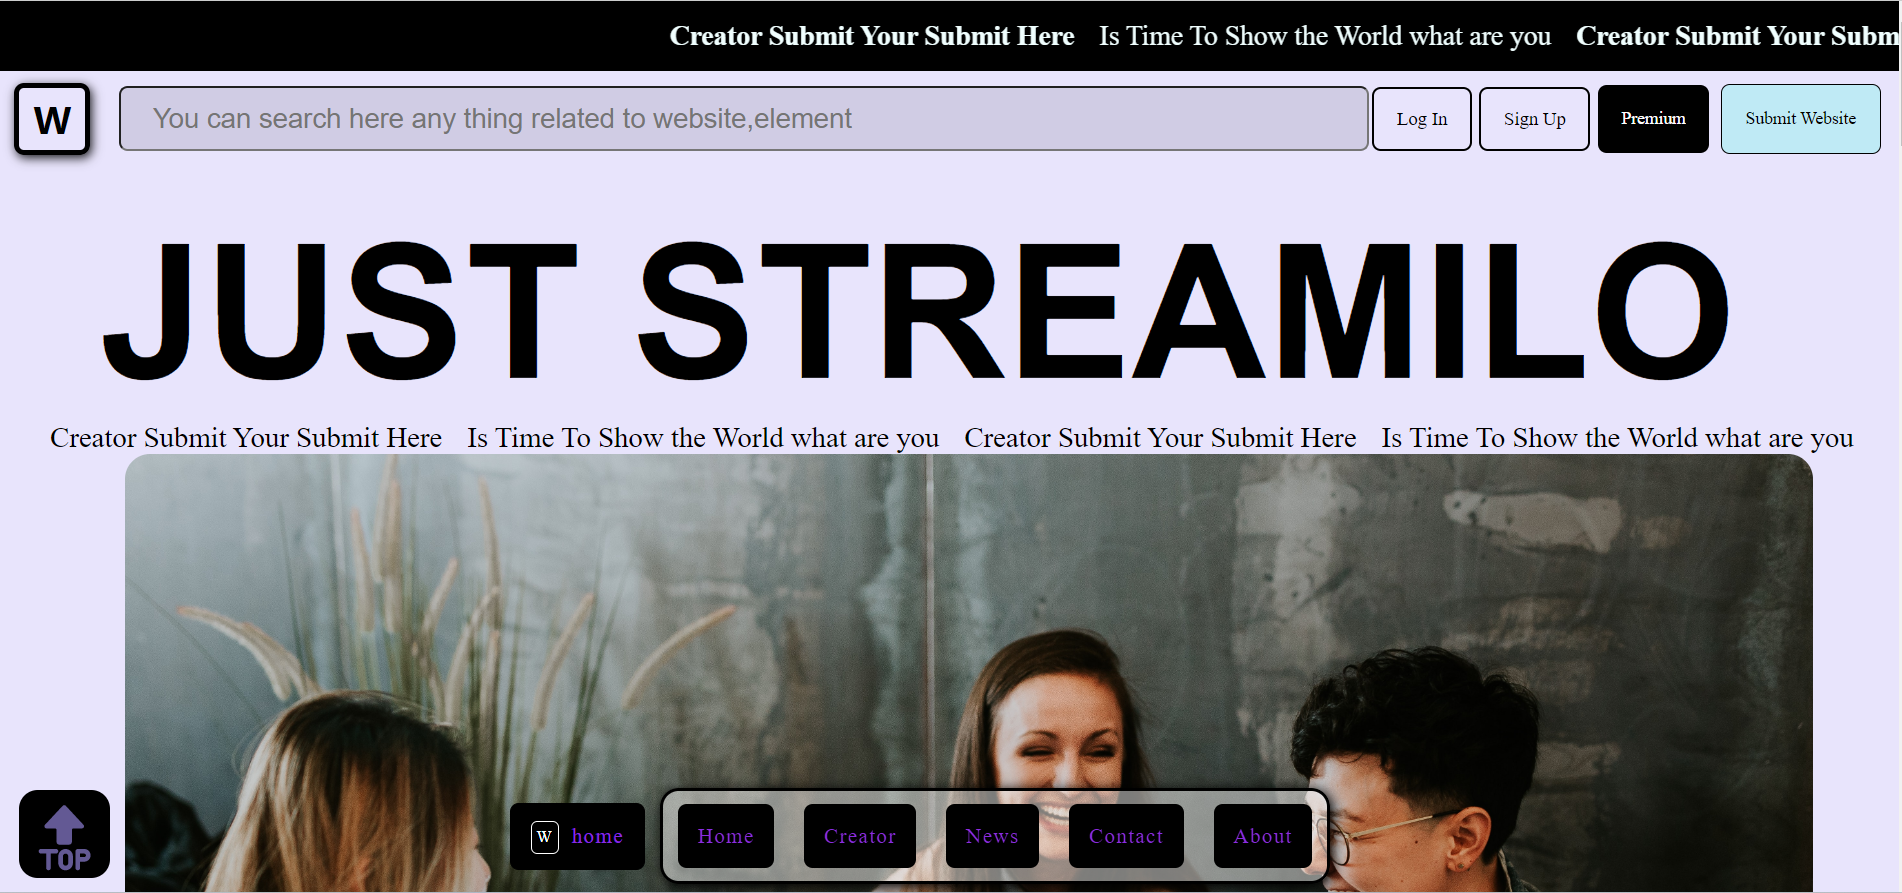 Creator Submit Your Submit Here Is Time To Show the World what are you Creator Submit Your Subm
W You can search here any thing related to website,element Log In Sign Up Premium Submit Website
JUST STREAMILO
Creator Submit Your Submit Here Is Time To Show the World what are you Creator Submit Your Submit Here Is Time To Show the World what are you
TOP W home Home Creator News Contact About